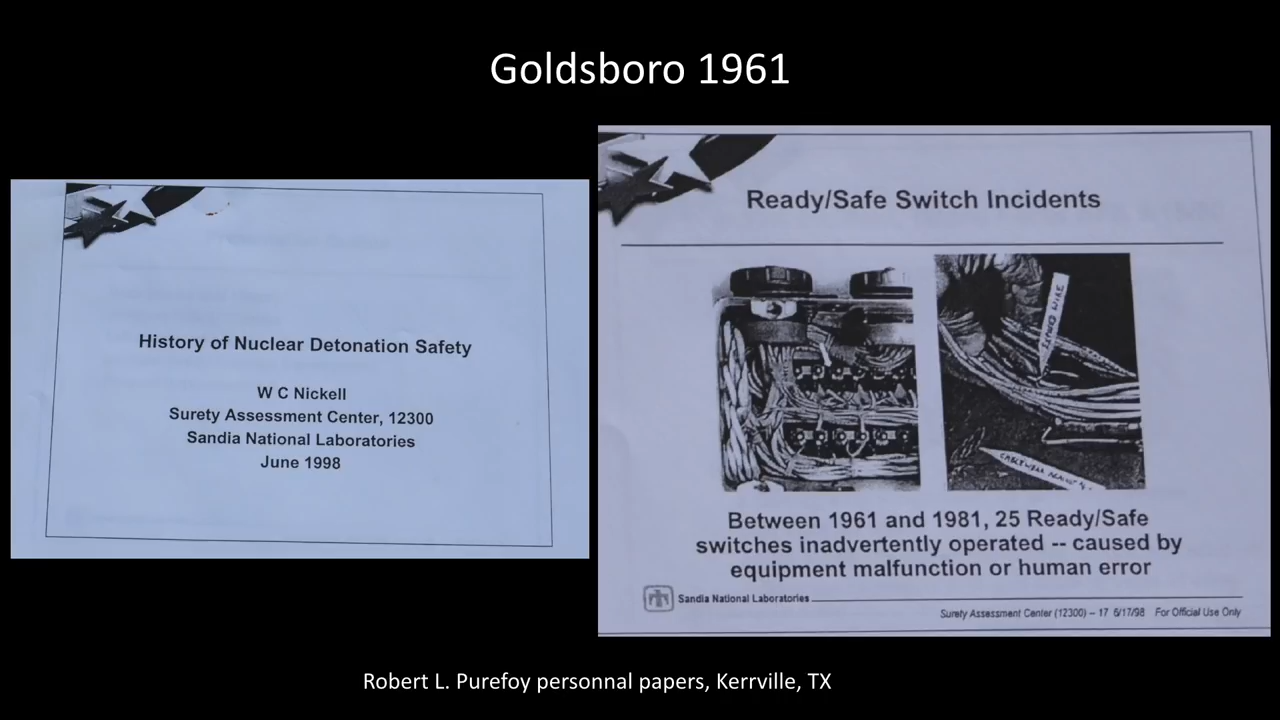 Goldsboro 1961
History of Nuclear Detonation Safety
W C Nickell
Surety Assessment Center, 12300
Sandia National Laboratories
June 1998
Ready/Safe Switch Incidents
Between 1961 and 1981, 25 Ready/Safe
switches inadvertently operated -- caused by
equipment malfunction or human error
Sandia National Laboratories
Surety Assessment Center (12300) – 17 6/17/98 For Official Use Only
Robert L. Purefoy personnal papers, Kerrville, TX